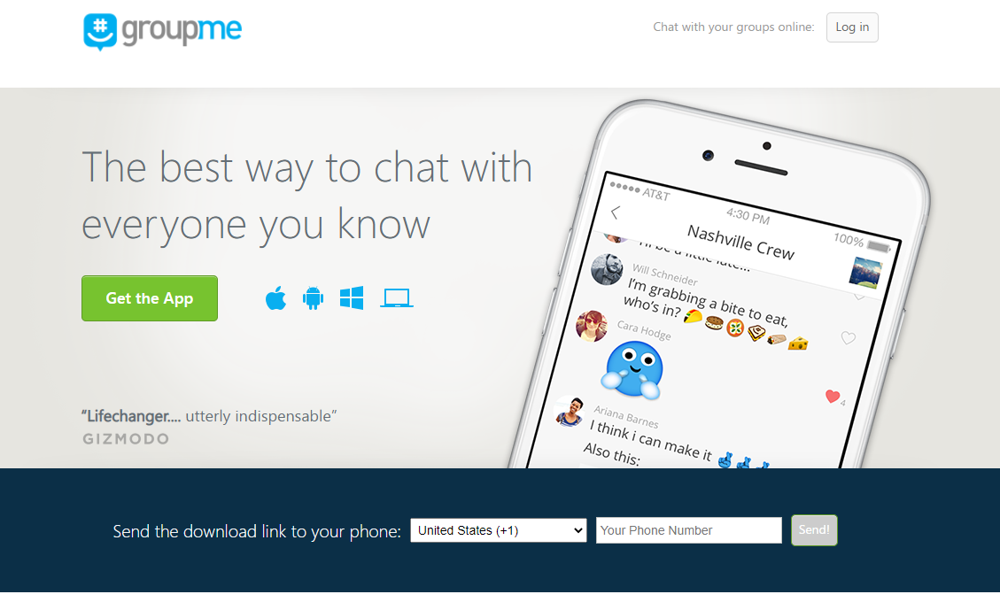 groupme
Chat with your groups online:
Log in
The best way to chat with
everyone you know
Get the App
“Lifechanger.... utterly indispensable”
GIZMODO
AT&T
4:30 PM
100%
Nashville Crew
I'll be a little late...
Will Schneider
I'm grabbing a bite to eat,
who's in?
Cara Hodge
4
Ariana Barnes
I think i can make it
Also this:
Send the download link to your phone:
United States (+1)
Your Phone Number
Send!